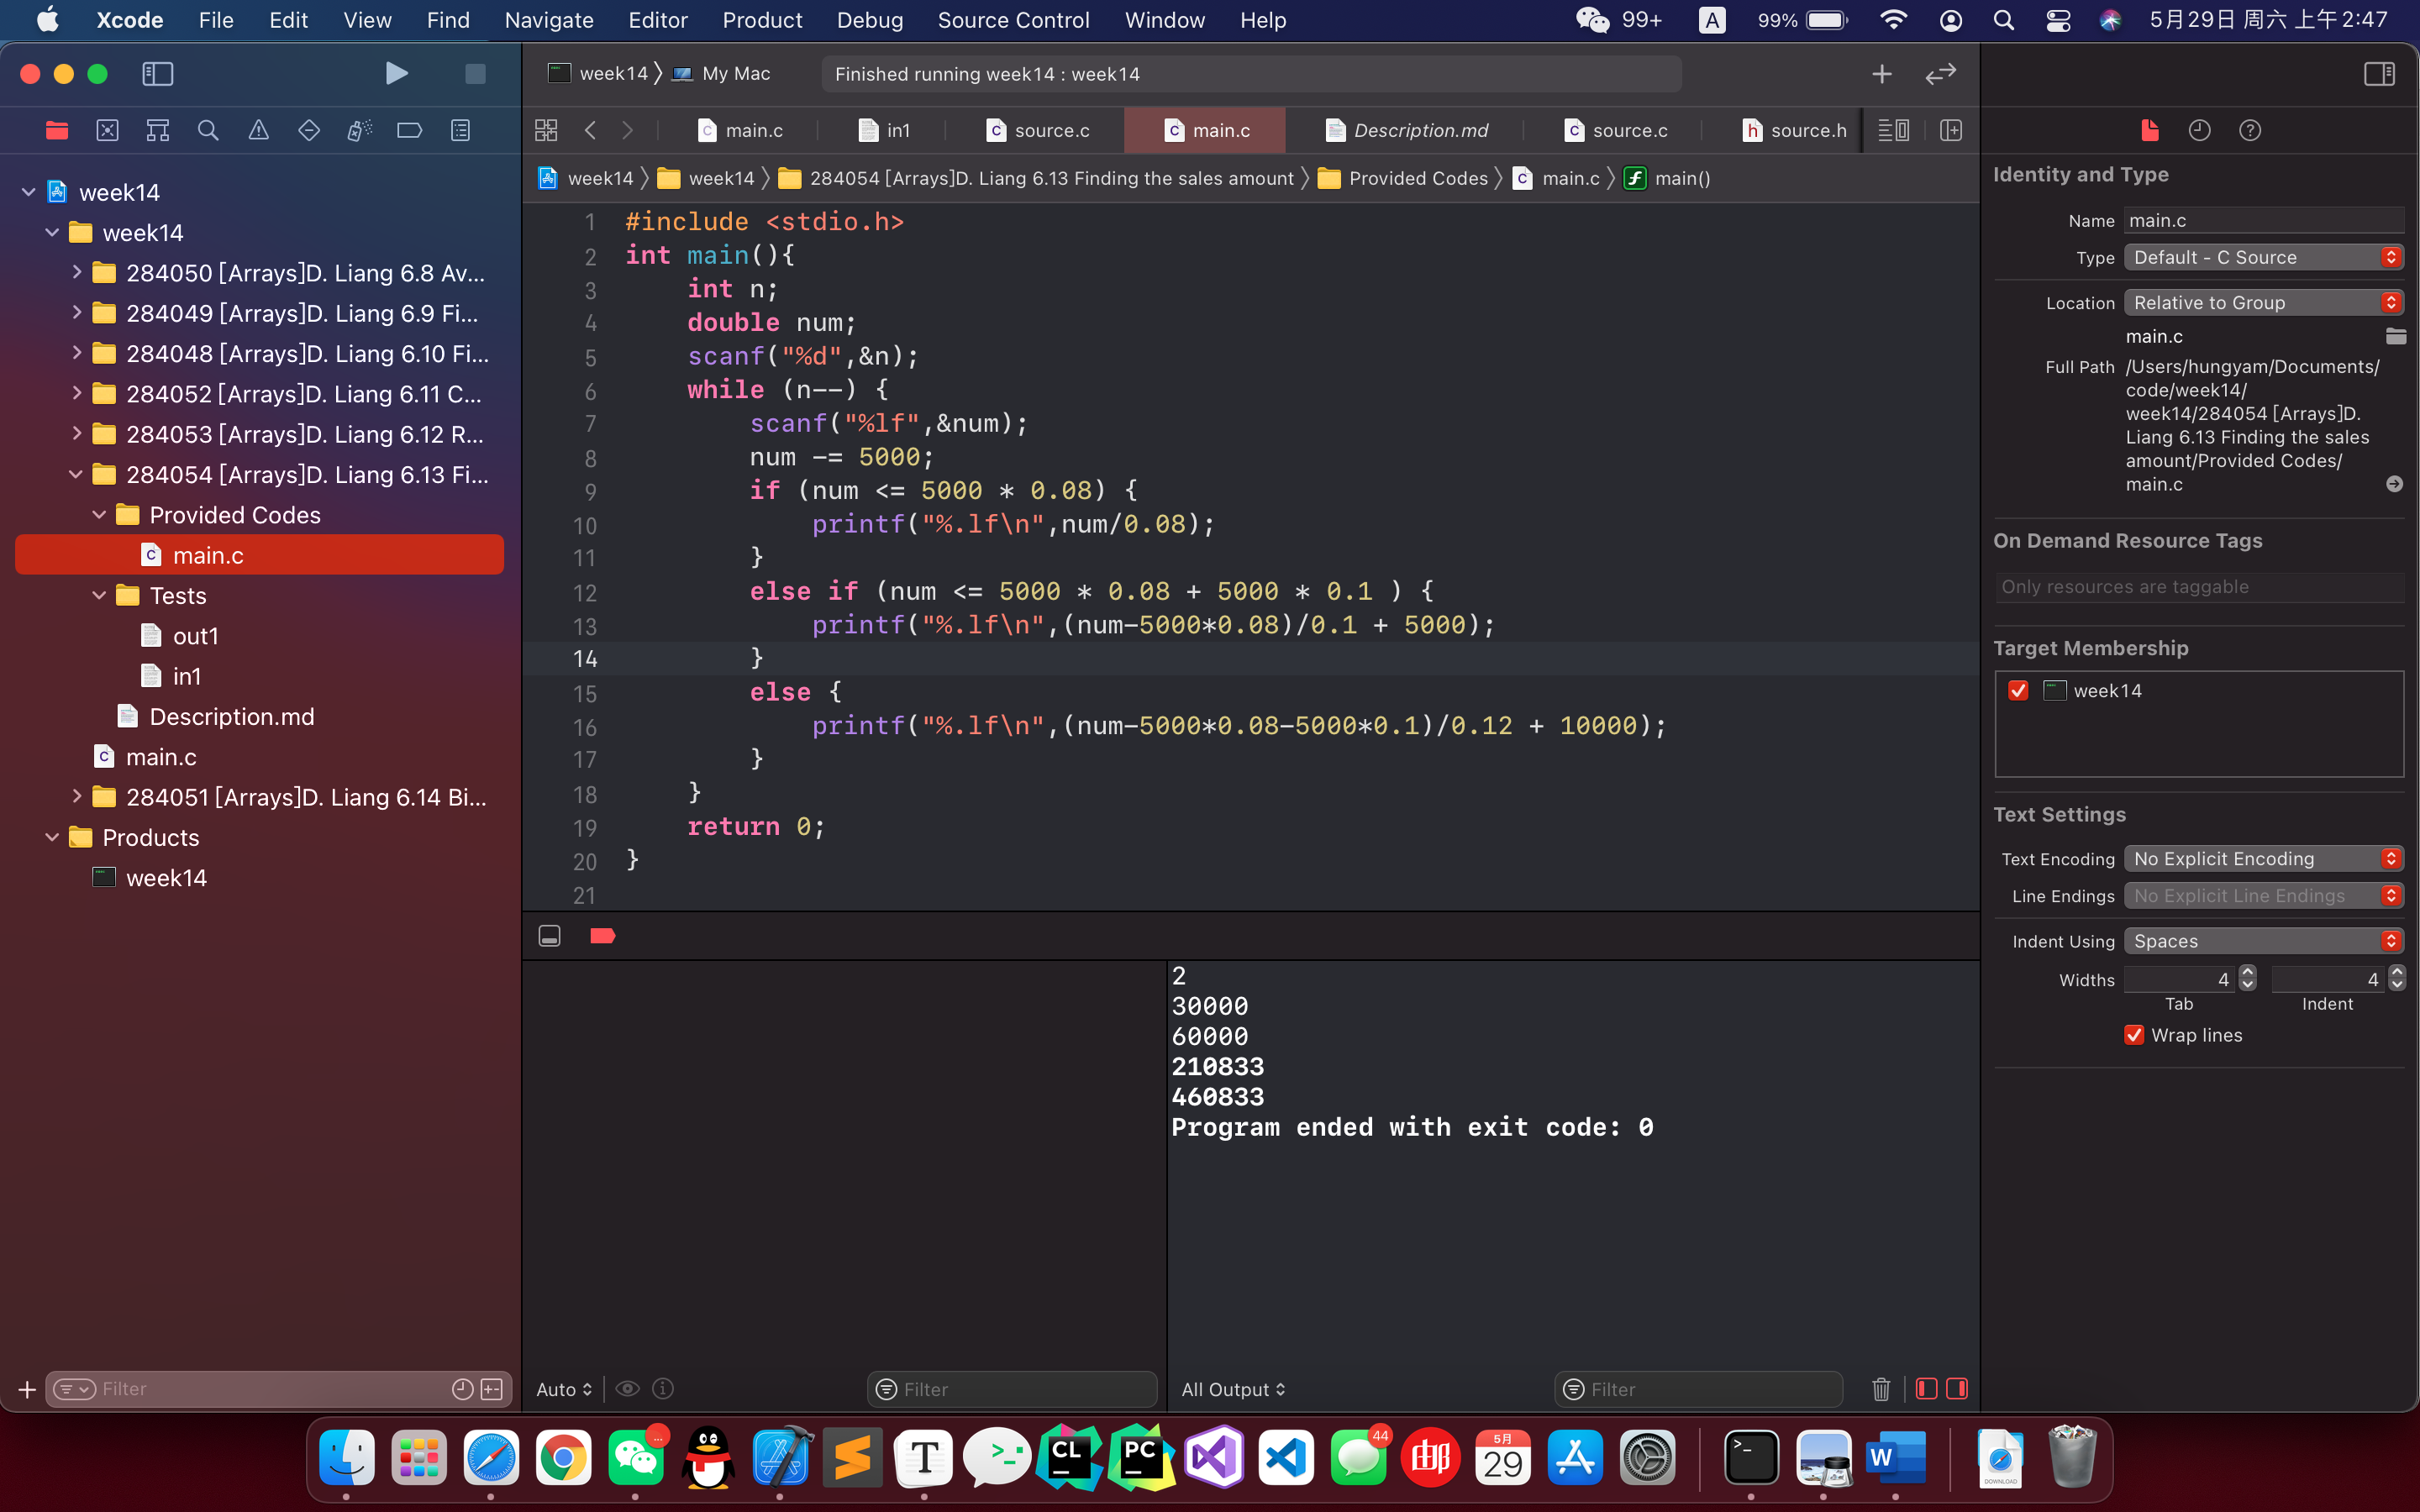 Xcode File Edit View Find Navigate Editor Product Debug Source Control Window Help 99+ A 99% 5月29日 周六 上午2:47
week14 〉 My Mac Finished running week14 : week14
main.c in1 source.c main.c Description.md source.c source.h
week14 〉 week14 〉 284054 [Arrays]D. Liang 6.13 Finding the sales amount 〉 Provided Codes 〉 main.c 〉 main()
week14
week14
284050 [Arrays]D. Liang 6.8 Av...
284049 [Arrays]D. Liang 6.9 Fi...
284048 [Arrays]D. Liang 6.10 Fi...
284052 [Arrays]D. Liang 6.11 C...
284053 [Arrays]D. Liang 6.12 R...
284054 [Arrays]D. Liang 6.13 Fi...
Provided Codes
main.c
Tests
out1
in1
Description.md
main.c
284051 [Arrays]D. Liang 6.14 Bi...
Products
week14
Filter
1 #include <stdio.h>
2 int main(){
3 int n;
4 double num;
5 scanf("%d",&n);
6 while (n--) {
7 scanf("%lf",&num);
8 num -= 5000;
9 if (num <= 5000 * 0.08) {
10 printf("%.lf\n",num/0.08);
11 }
12 else if (num <= 5000 * 0.08 + 5000 * 0.1 ) {
13 printf("%.lf\n",(num-5000*0.08)/0.1 + 5000);
14 }
15 else {
16 printf("%.lf\n",(num-5000*0.08-5000*0.1)/0.12 + 10000);
17 }
18 }
19 return 0;
20 }
21
2
30000
60000
210833
460833
Program ended with exit code: 0
Auto Filter All Output Filter
Identity and Type
Name main.c
Type Default - C Source
Location Relative to Group
main.c
Full Path /Users/hungyam/Documents/
code/week14/
week14/284054 [Arrays]D.
Liang 6.13 Finding the sales
amount/Provided Codes/
main.c
On Demand Resource Tags
Only resources are taggable
Target Membership
week14
Text Settings
Text Encoding No Explicit Encoding
Line Endings No Explicit Line Endings
Indent Using Spaces
Widths 4 4
Tab Indent
Wrap lines
T CL PC 44 邮 5月 29 W DOWNLOAD